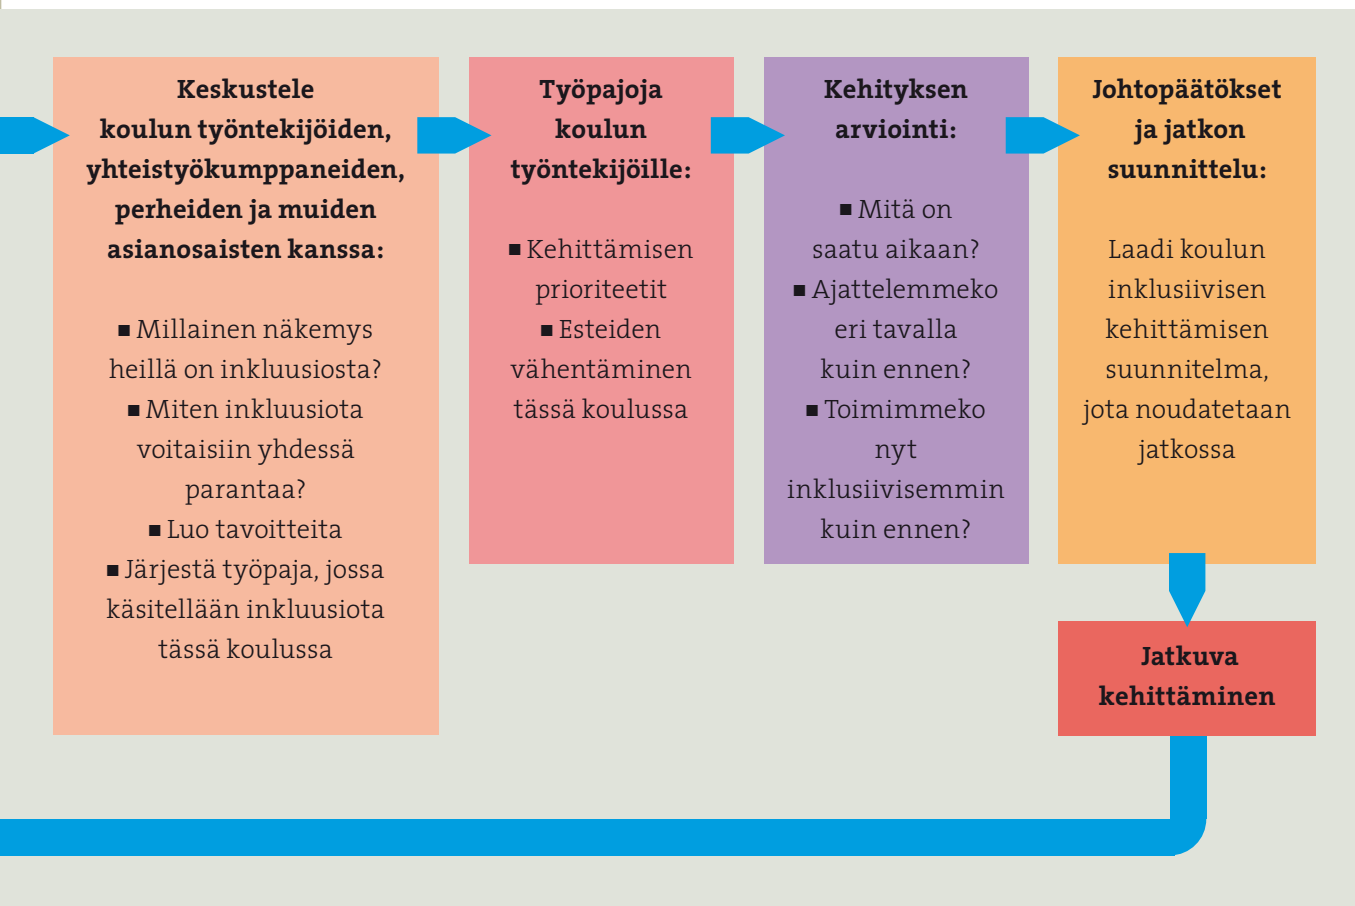 Keskustele
koulun työntekijöiden,
yhteistyökumppaneiden,
perheiden ja muiden
asianosaisten kanssa:
■ Millainen näkemys
heillä on inkluusiosta?
■ Miten inkluusiota
voitaisiin yhdessä
parantaa?
■ Luo tavoitteita
■ Järjestä työpaja, jossa
käsitellään inkluusiota
tässä koulussa
Työpajoja
koulun
työntekijöille:
■ Kehittämisen
prioriteetit
■ Esteiden
vähentäminen
tässä koulussa
Kehityksen
arviointi:
■ Mitä on
saatu aikaan?
■ Ajattelemmeko
eri tavalla
kuin ennen?
■ Toimimmeko
nyt
inklusiivisemmin
kuin ennen?
Johtopäätökset
ja jatkon
suunnittelu:
Laadi koulun
inklusiivisen
kehittämisen
suunnitelma,
jota noudatetaan
jatkossa
Jatkuva
kehittäminen